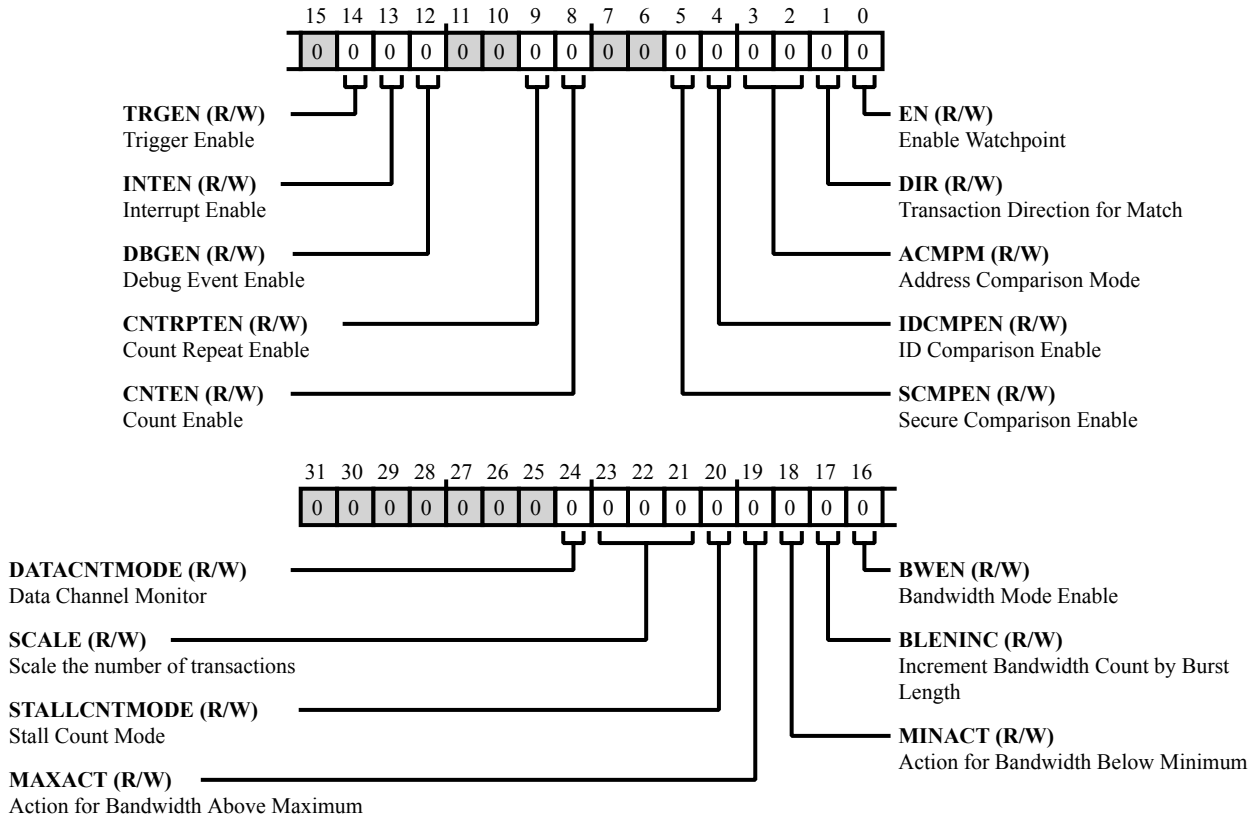 15 14 13 12 11 10 9 8 7 6 5 4 3 2 1 0
0 0 0 0 0 0 0 0 0 0 0 0 0 0 0 0
TRGEN (R/W)
Trigger Enable
INTEN (R/W)
Interrupt Enable
DBGEN (R/W)
Debug Event Enable
CNTRPTEN (R/W)
Count Repeat Enable
CNTEN (R/W)
Count Enable
EN (R/W)
Enable Watchpoint
DIR (R/W)
Transaction Direction for Match
ACMPM (R/W)
Address Comparison Mode
IDCMPEN (R/W)
ID Comparison Enable
SCMPEN (R/W)
Secure Comparison Enable
31 30 29 28 27 26 25 24 23 22 21 20 19 18 17 16
0 0 0 0 0 0 0 0 0 0 0 0 0 0 0 0
DATACNTMODE (R/W)
Data Channel Monitor
SCALE (R/W)
Scale the number of transactions
STALLCNTMODE (R/W)
Stall Count Mode
MAXACT (R/W)
Action for Bandwidth Above Maximum
BWEN (R/W)
Bandwidth Mode Enable
BLENINC (R/W)
Increment Bandwidth Count by Burst
Length
MINACT (R/W)
Action for Bandwidth Below Minimum